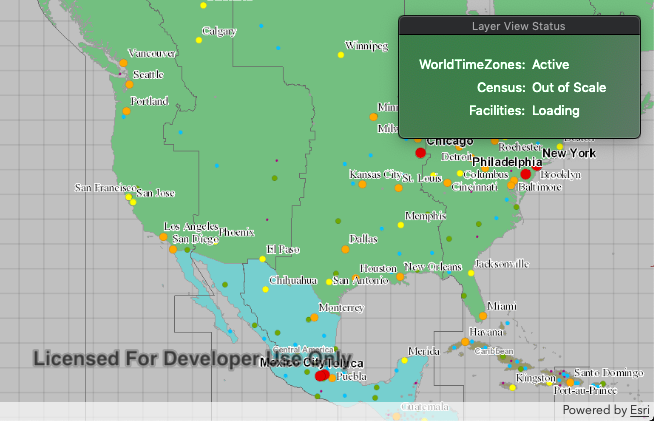 Layer View Status
WorldTimeZones: Active
Census: Out of Scale
Facilities: Loading
Calgary
Winnipeg
Vancouver
Seattle
Portland
Chicago
Rochester
New York
Detroit
Philadelphia
Brooklyn
Kansas City
St. Louis
Columbus
Cincinnati
Baltimore
San Francisco
San Jose
Memphis
Los Angeles
Phoenix
San Diego
Dallas
El Paso
Houston
New Orleans
Jacksonville
Chihuahua
San Antonio
Monterrey
Miami
Havana
Central America
Caribbean
Licensed For Developer Use Only
Mexico City
Toluca
Merida
Puebla
Kingston
Santo Domingo
Port-au-Prince
Guatemala
Powered by Esri